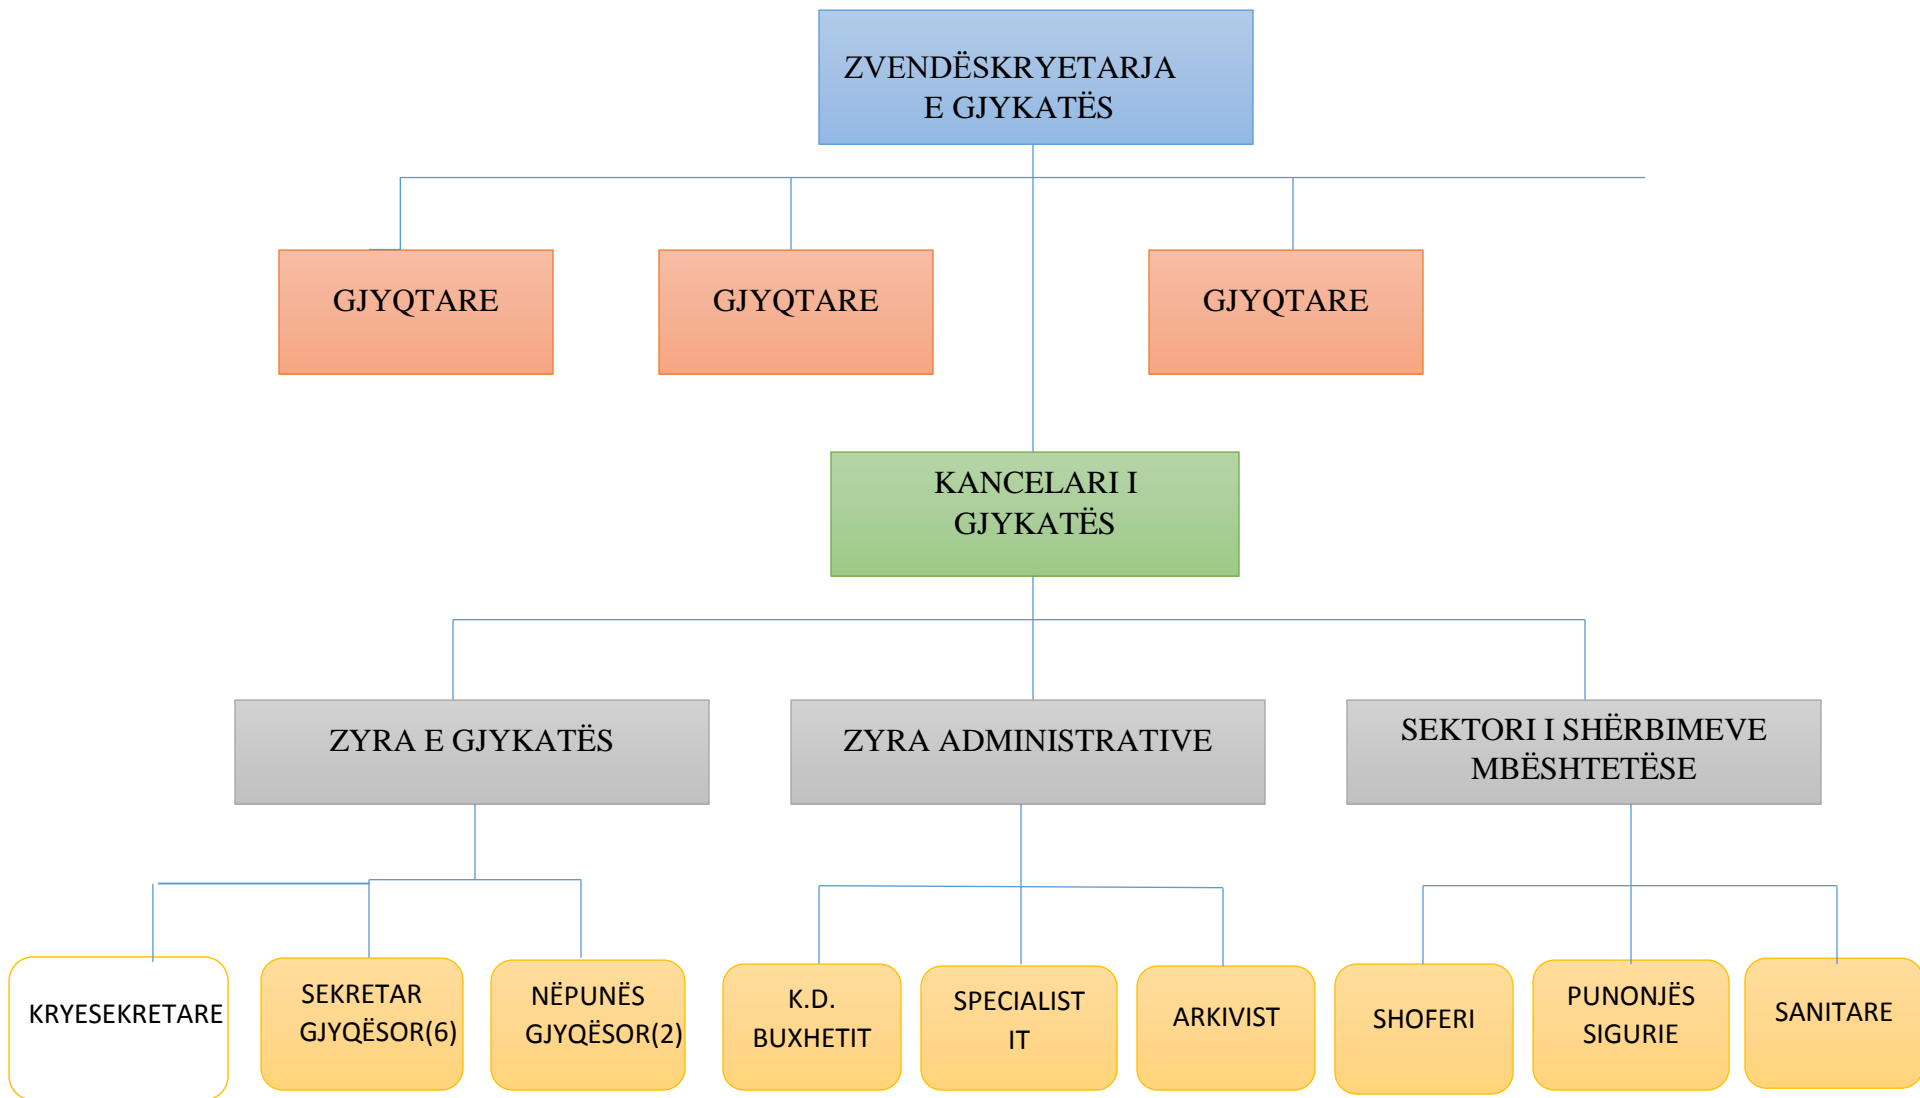 ZVENDËSKRYETARJA
E GJYKATËS
GJYQTARE
GJYQTARE
GJYQTARE
KANCELARI I
GJYKATËS
ZYRA E GJYKATËS
ZYRA ADMINISTRATIVE
SEKTORI I SHËRBIMEVE
MBËSHTETËSE
KRYESEKRETARE
SEKRETAR
GJYQËSOR(6)
NËPUNËS
GJYQËSOR(2)
K.D.
BUXHETIT
SPECIALIST
IT
ARKIVIST
SHOFERI
PUNONJËS
SIGURIE
SANITARE